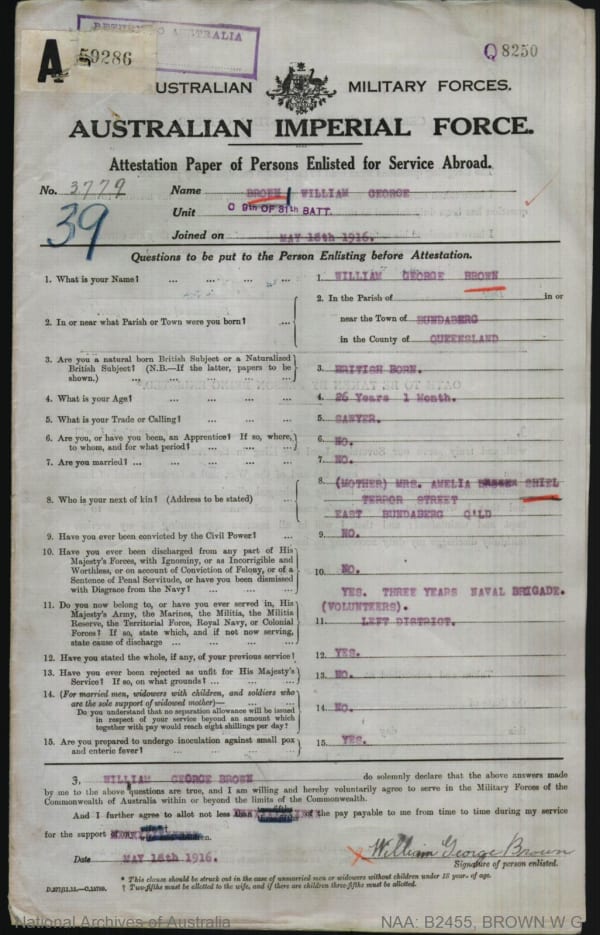 RETURN TO AUSTRALIA
A 59286
Q 8250
AUSTRALIAN MILITARY FORCES.
AUSTRALIAN IMPERIAL FORCE.
Attestation Paper of Persons Enlisted for Service Abroad.
No. 3779 Name BROWN WILLIAM GEORGE
39 Unit 9th OF 31th BATT.
Joined on MAY 15th 1916.
Questions to be put to the Person Enlisting before Attestation.
1. What is your Name? ... ... ... ... 1. WILLIAM GEORGE BROWN
2. In or near what Parish or Town were you born? ... 2. In the Parish of in or
near the Town of BUNDABERG
in the County of QUEENSLAND
3. Are you a natural born British Subject or a Naturalized
British Subject? (N.B.—If the latter, papers to be
shown.) ... ... ... ... ... 3. BRITISH BORN.
4. What is your Age? ... ... ... ... 4. 26 Years 1 Month.
5. What is your Trade or Calling? ... ... ... 5. SAWYER.
6. Are you, or have you been, an Apprentice? If so, where,
to whom, and for what period? ... ... ... 6. NO.
7. Are you married? ... ... ... ... ... 7. NO.
8. Who is your next of kin? (Address to be stated) ... 8. (MOTHER) MRS. AMELIA SHIEL
TERROR STREET
EAST BUNDABERG Q'LD
9. Have you ever been convicted by the Civil Power? ... 9. NO.
10. Have you ever been discharged from any part of His
Majesty's Forces, with Ignominy, or as Incorrigible and
Worthless, or on account of Conviction of Felony, or of a
Sentence of Penal Servitude, or have you been dismissed
with Disgrace from the Navy? ... ... ... 10. NO.
11. Do you now belong to, or have you ever served in, His
Majesty's Army, the Marines, the Militia, the Militia
Reserve, the Territorial Force, Royal Navy, or Colonial
Forces? If so, state which, and if not now serving,
state cause of discharge ... ... ... YES. THREE YEARS NAVAL BRIGADE.
(VOLUNTEERS).
11. LEFT DISTRICT.
12. Have you stated the whole, if any, of your previous service? 12. YES.
13. Have you ever been rejected as unfit for His Majesty's
Service? If so, on what grounds? ... ... ... 13. NO.
14. (For married men, widowers with children, and soldiers who
are the sole support of widowed mother)— ... ...
Do you understand that no separation allowance will be issued
in respect of your service beyond an amount which
together with pay would reach eight shillings per day? 14. NO.
15. Are you prepared to undergo inoculation against small pox
and enteric fever? ... ... ... ... 15. YES.
WILLIAM GEORGE BROWN do solemnly declare that the above answers made
by me to the above questions are true, and I am willing and hereby voluntarily agree to serve in the Military Forces of the
Commonwealth of Australia within or beyond the limits of the Commonwealth.
And I further agree to allot not less than the pay payable to me from time to time during my service
for the support
Date MAY 15th 1916. William George Brown
Signature of person enlisted.
* This clause should be struck out in the case of unmarried men or widowers without children under 18 year. of age.
† Two-fifths must be allotted to the wife, and if there are children three-fifths must be allotted.
National Archives of Australia NAA: B2455, BROWN W G